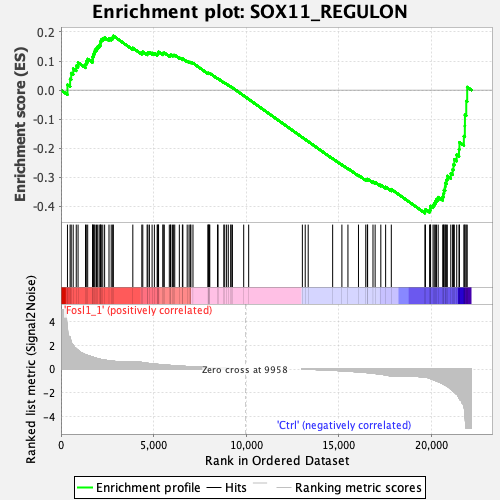 Enrichment plot: SOX11_REGULON
Enrichment score (ES)
0.2
0.1
0.0
-0.1
-0.2
-0.3
-0.4
'Fosl1_1' (positively correlated)
Ranked list metric (Signal2Noise)
4
2
0
-2
-4
Zero cross at 9958
'Ctrl' (negatively correlated)
0
5,000
10,000
15,000
20,000
Rank in Ordered Dataset
Enrichment profile
Hits
Ranking metric scores